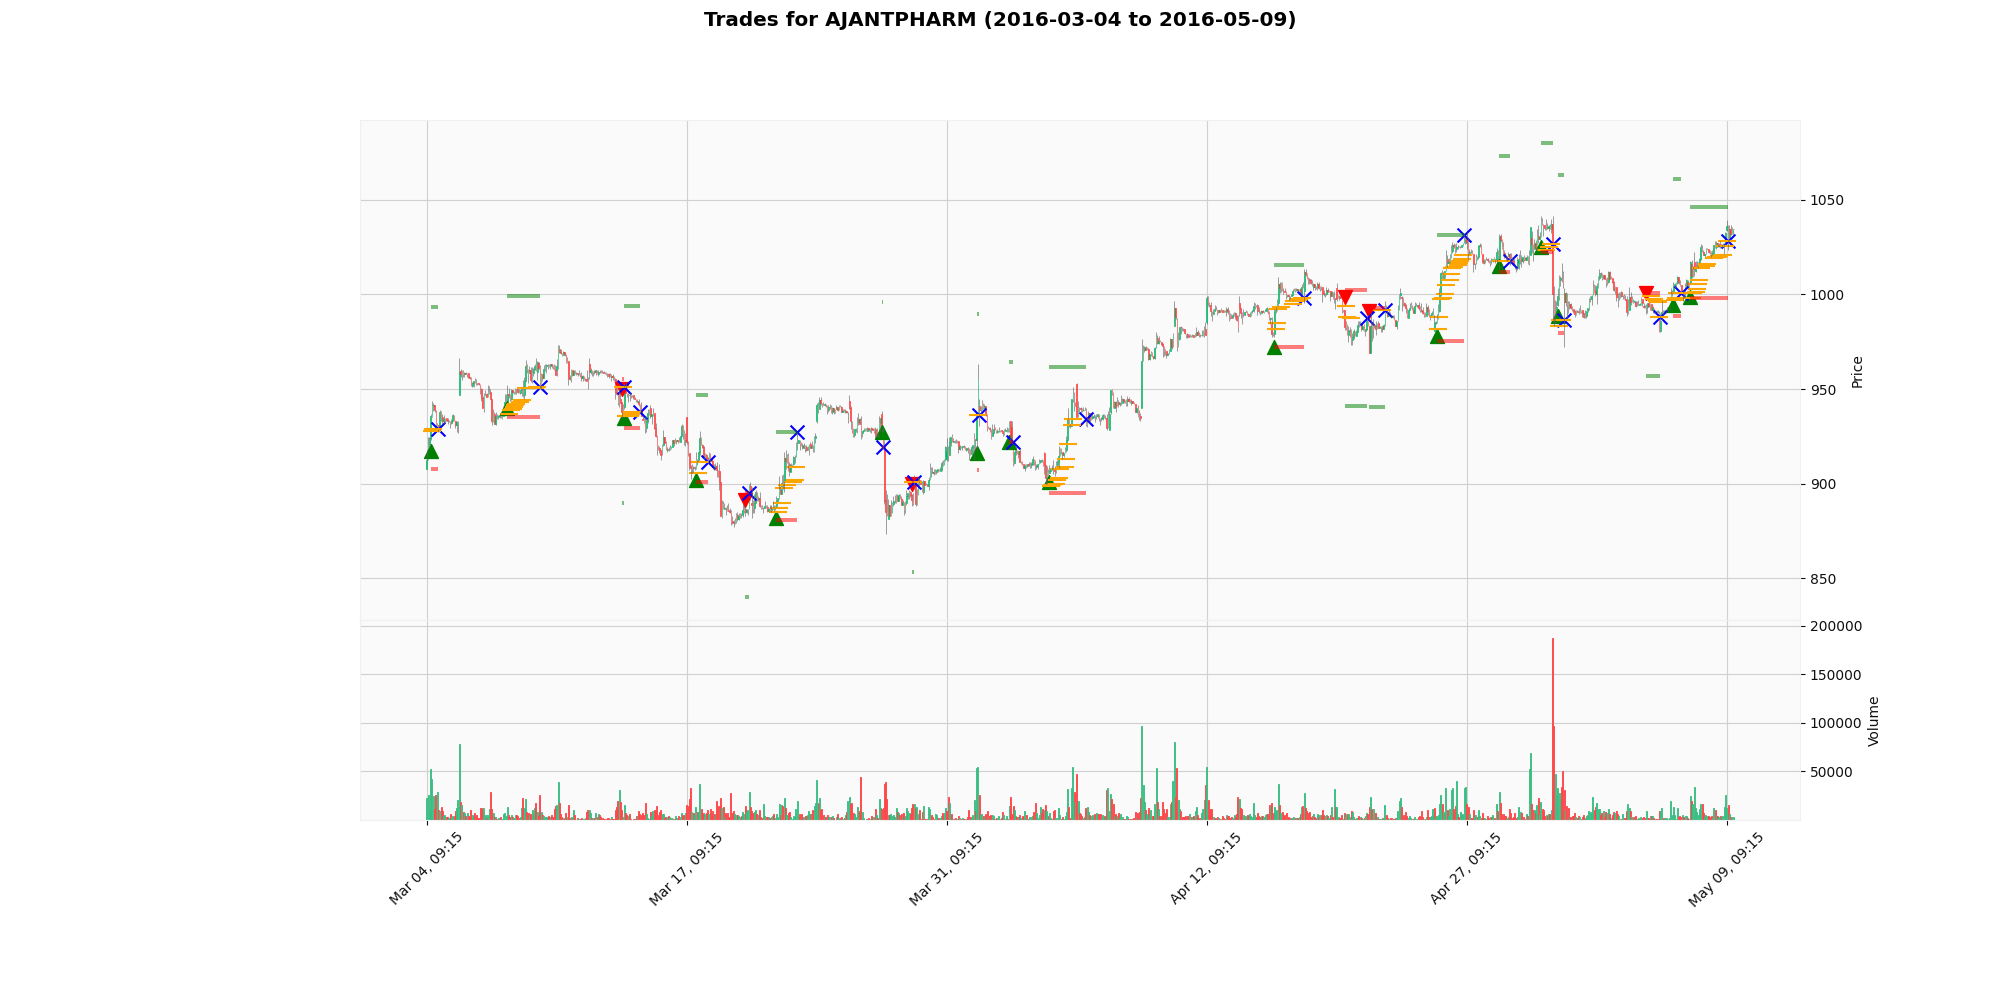 Trades for AJANTPHARM (2016-03-04 to 2016-05-09)
1050
1000
950
900
850
Price
200000
150000
100000
50000
Volume
Mar 04, 09:15
Mar 17, 09:15
Mar 31, 09:15
Apr 12, 09:15
Apr 27, 09:15
May 09, 09:15